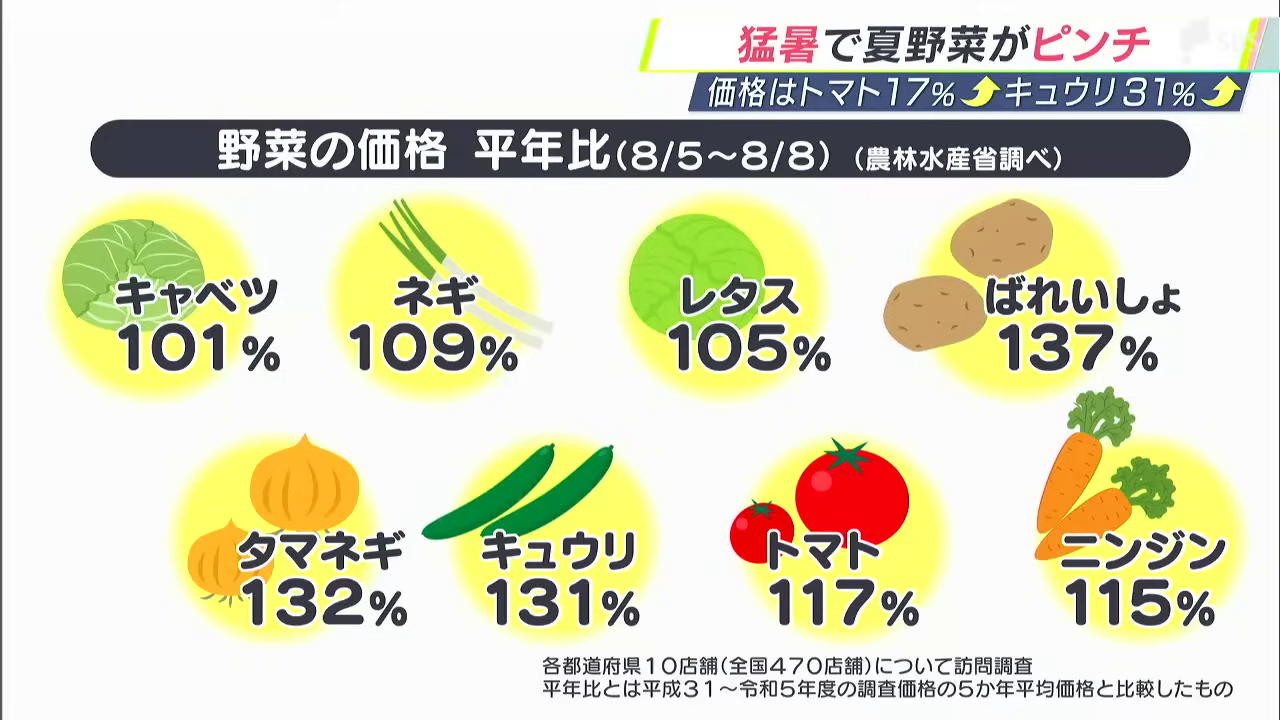 猛暑で夏野菜がピンチ
価格はトマト17%キュウリ31%
野菜の価格 平年比(8/5～8/8)(農林水産省調べ)
キャベツ
101%
ネギ
109%
レタス
105%
ばれいしょ
137%
タマネギ
132%
キュウリ
131%
トマト
117%
ニンジン
115%
各都道府県10店舗(全国470店舗)について訪問調査
平年比とは平成31～令和5年度の調査価格の5か年平均価格と比較したもの